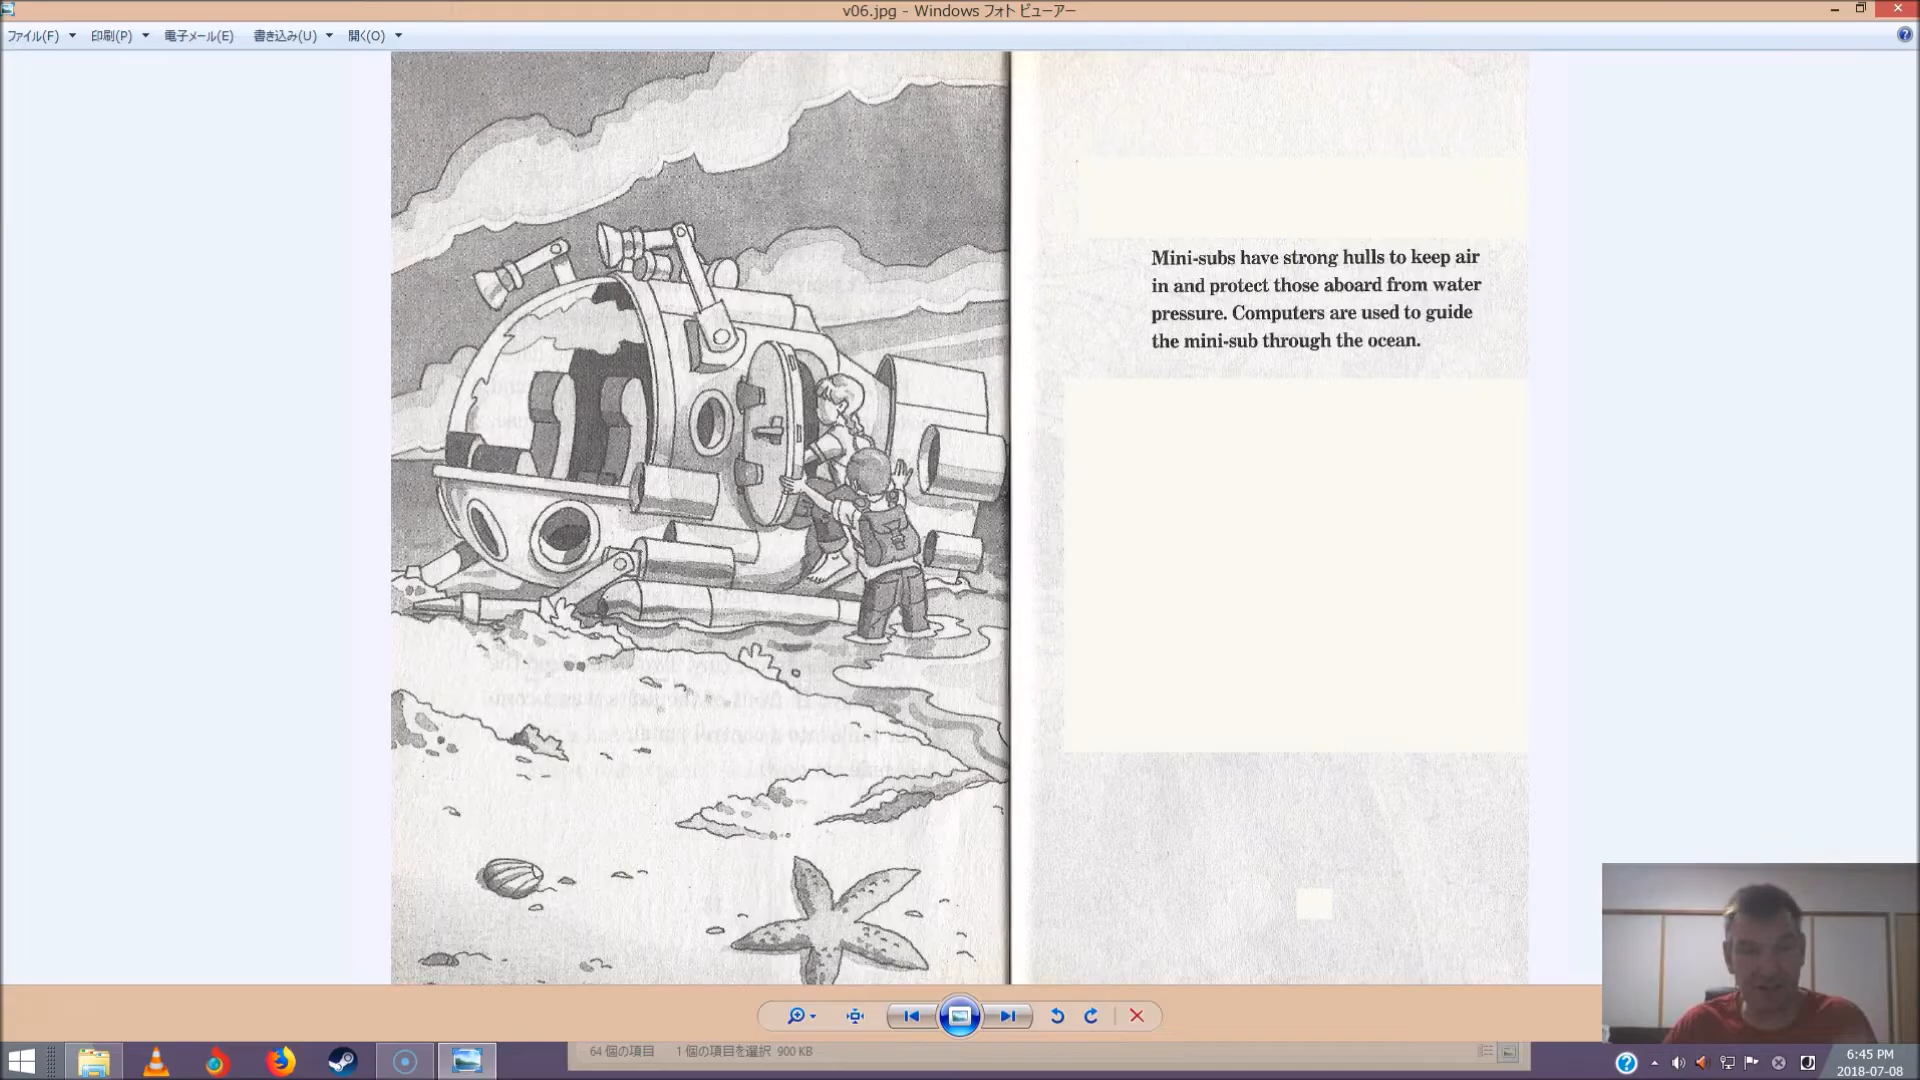 v06.jpg - Windows フォト ビューアー
ファイル(F) 印刷(P) 電子メール(E) 書き込み(U) 開く(O)
Mini-subs have strong hulls to keep air
in and protect those aboard from water
pressure. Computers are used to guide
the mini-sub through the ocean.
64 個の項目 1 個の項目を選択 900 KB
6:45 PM
2018-07-08